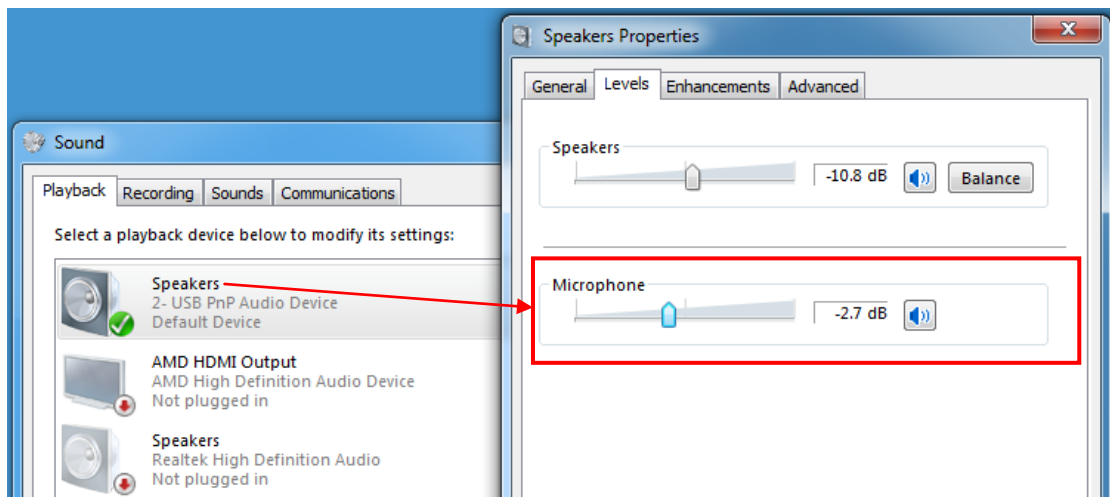 Sound
Playback Recording Sounds Communications
Select a playback device below to modify its settings:
Speakers
2- USB PnP Audio Device
Default Device
AMD HDMI Output
AMD High Definition Audio Device
Not plugged in
Speakers
Realtek High Definition Audio
Not plugged in
Speakers Properties
General Levels Enhancements Advanced
Speakers
-10.8 dB Balance
Microphone
-2.7 dB